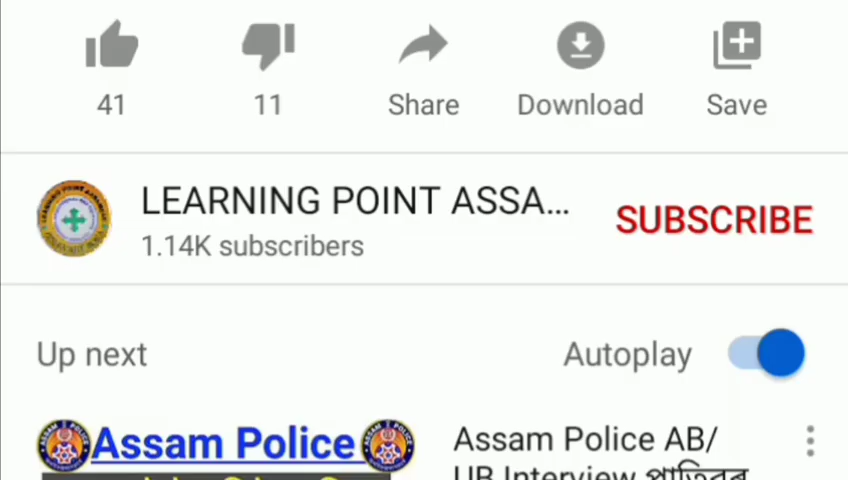 41
11
Share
Download
Save
LEARNING POINT ASSA...
1.14K subscribers
SUBSCRIBE
Up next
Autoplay
Assam Police
Assam Police AB/
UB Interview